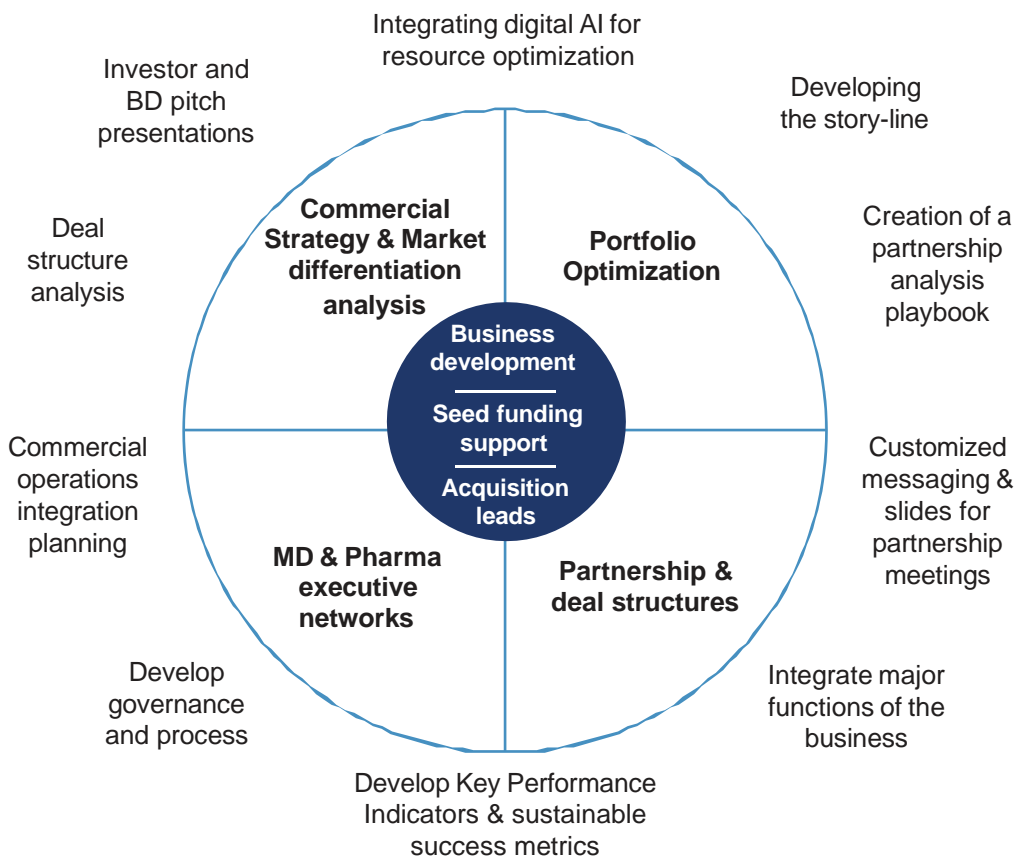 Integrating digital AI for
resource optimization
Investor and
BD pitch
presentations
Developing
the story-line
Deal
structure
analysis
Commercial
Strategy & Market
differentiation
analysis
Portfolio
Optimization
Creation of a
partnership
analysis
playbook
Business
development
Seed funding
support
Acquisition
leads
Commercial
operations
integration
planning
Customized
messaging &
slides for
partnership
meetings
MD & Pharma
executive
networks
Partnership &
deal structures
Develop
governance
and process
Integrate major
functions of the
business
Develop Key Performance
Indicators & sustainable
success metrics